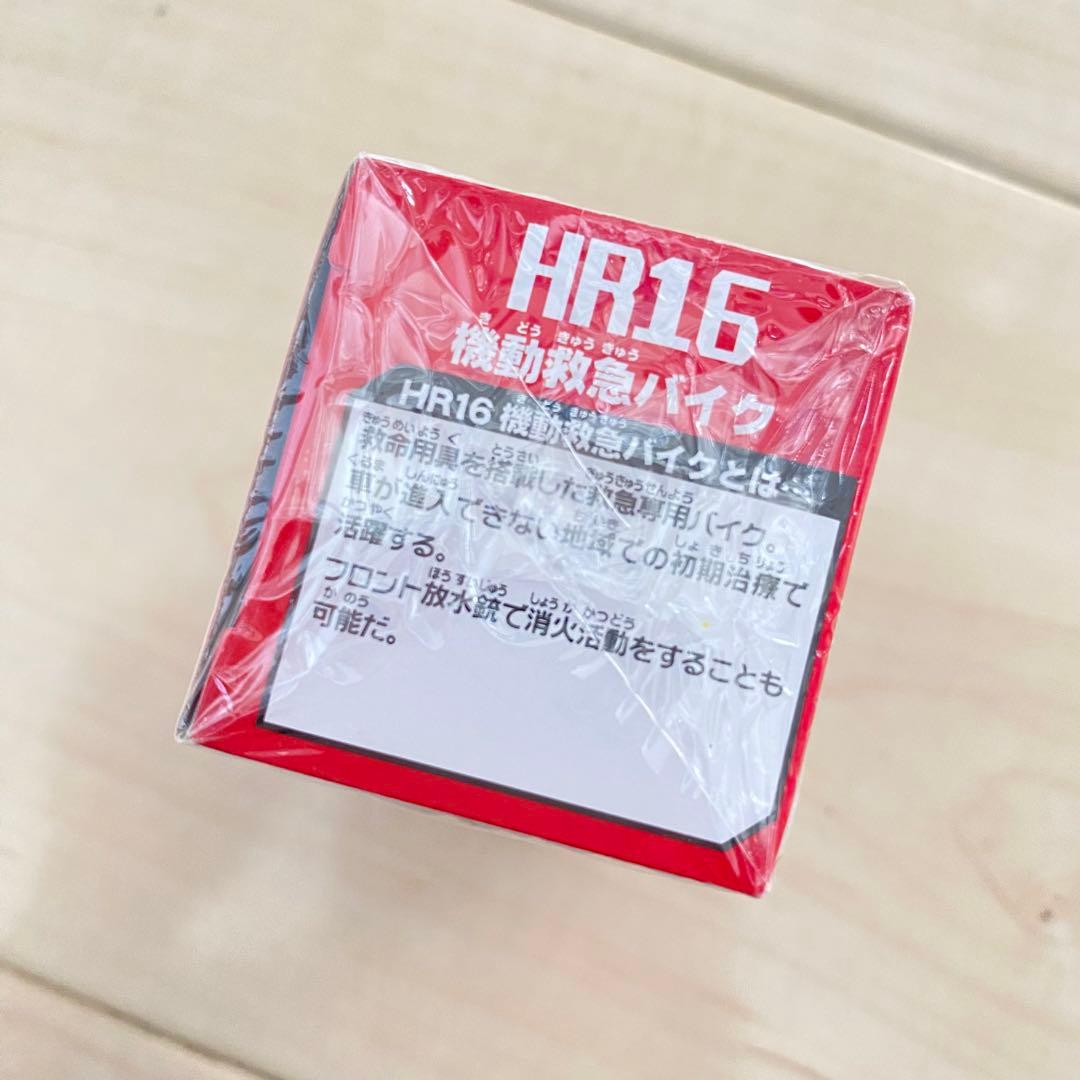 HR16
機動救急バイク
HR16 機動救急バイクとは
救命用具を搭載した救急専用バイク。
車が進入できない地域での初期治療で
活躍する。
フロント放水銃で消火活動をすることも
可能だ。